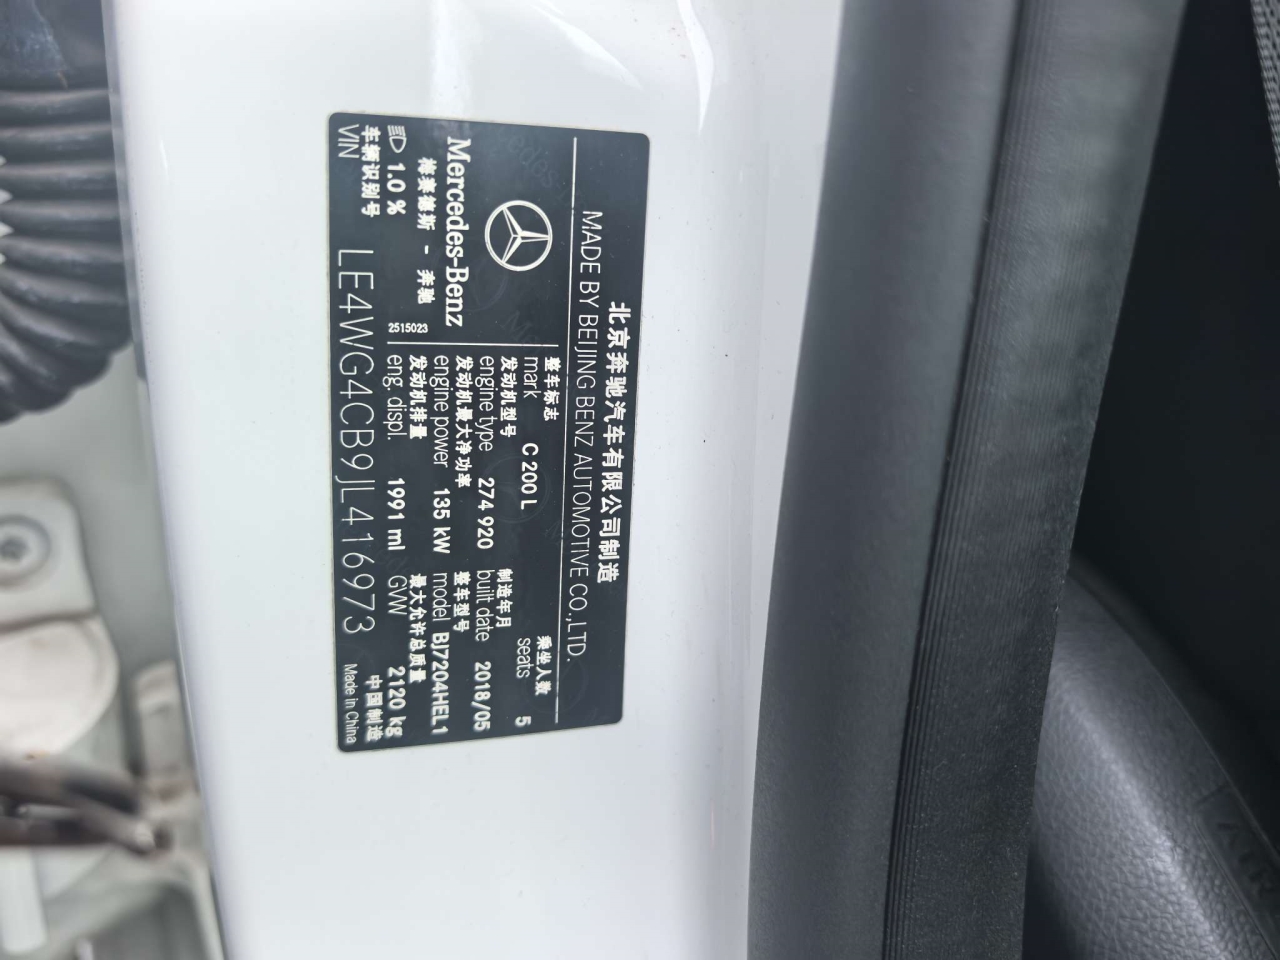 北京奔驰汽车有限公司制造
MADE BY BEIJING BENZ AUTOMOTIVE CO.,LTD.
Mercedes-Benz
梅赛德斯 - 奔驰
1.0 %
2515023
整车标志
mark C 200 L
乘坐人数
seats 5
发动机型号
engine type 274 920
制造年月
built date 2018/05
发动机最大净功率
engine power 135 kW
整车型号
model BJ7204HEL1
发动机排量
eng. displ. 1991 ml
最大允许总质量
GVW 2120 kg
车辆识别号
VIN LE4WG4CB9JL416973
中国制造
Made in China